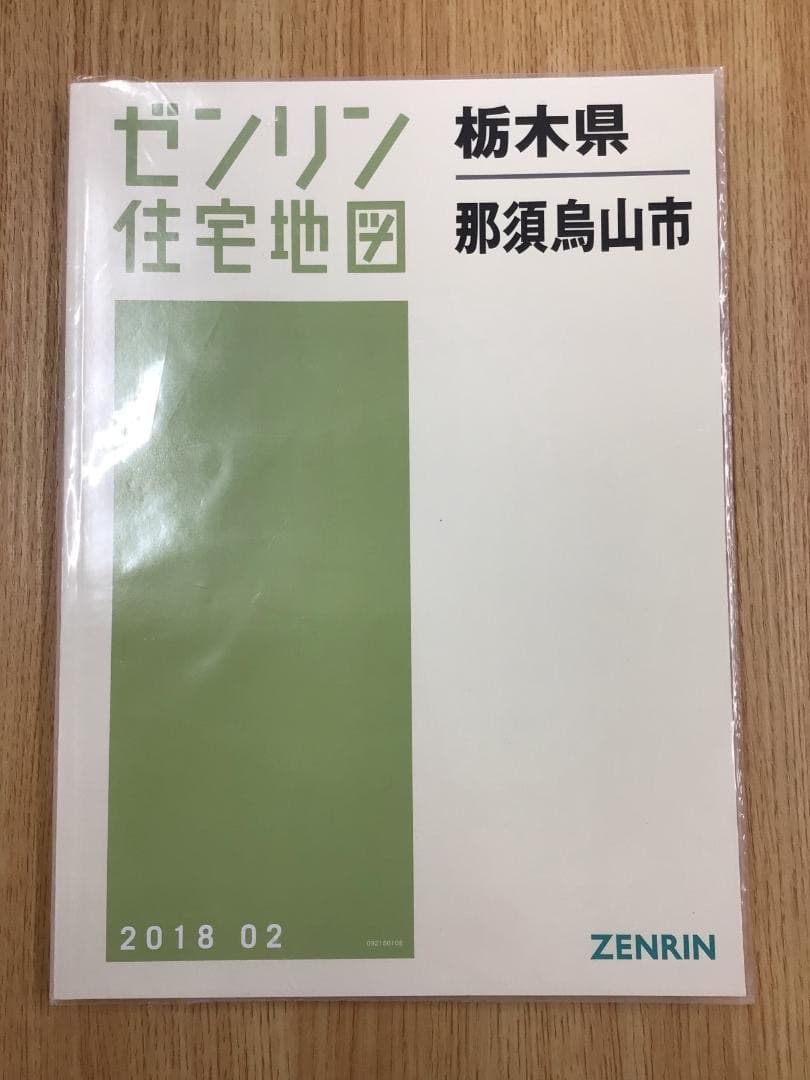 ゼンリン
住宅地図
栃木県
那須烏山市
2018 02
ZENRIN